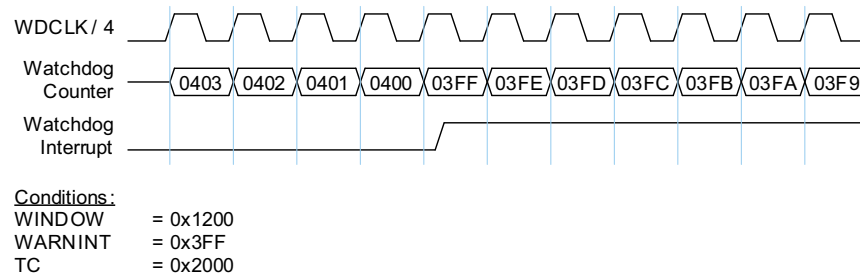 WDCLK / 4
Watchdog Counter
0403 0402 0401 0400 03FF 03FE 03FD 03FC 03FB 03FA 03F9
Watchdog Interrupt
Conditions:
WINDOW = 0x1200
WARNINT = 0x3FF
TC = 0x2000